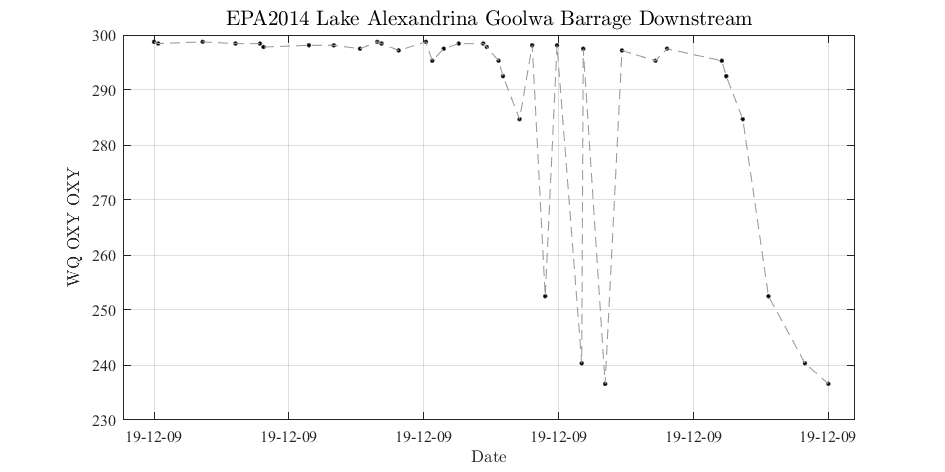 EPA2014 Lake Alexandrina Goolwa Barrage Downstream
300
290
280
270
260
250
240
230
WQ OXY OXY
19-12-09 19-12-09 19-12-09 19-12-09 19-12-09 19-12-09
Date